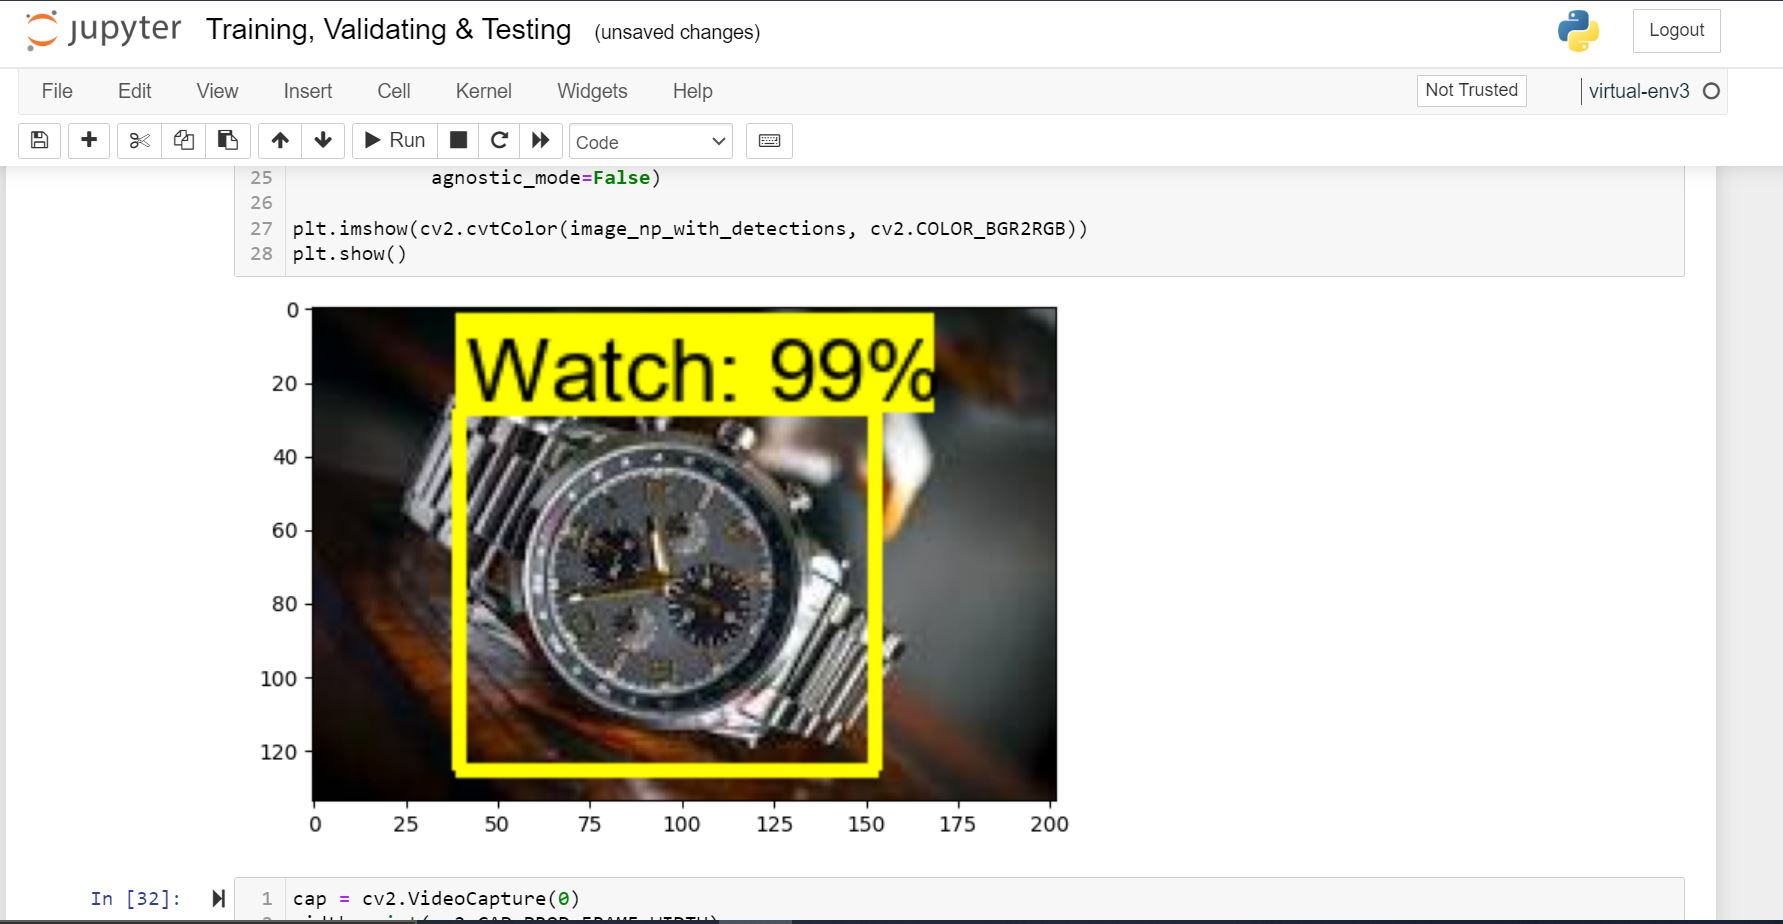 jupyter Training, Validating & Testing (unsaved changes) Logout
File Edit View Insert Cell Kernel Widgets Help Not Trusted virtual-env3
Run Code
25 agnostic_mode=False)
26
27 plt.imshow(cv2.cvtColor(image_np_with_detections, cv2.COLOR_BGR2RGB))
28 plt.show()
Watch: 99%
0
20
40
60
80
100
120
0 25 50 75 100 125 150 175 200
In [32]: 1 cap = cv2.VideoCapture(0)